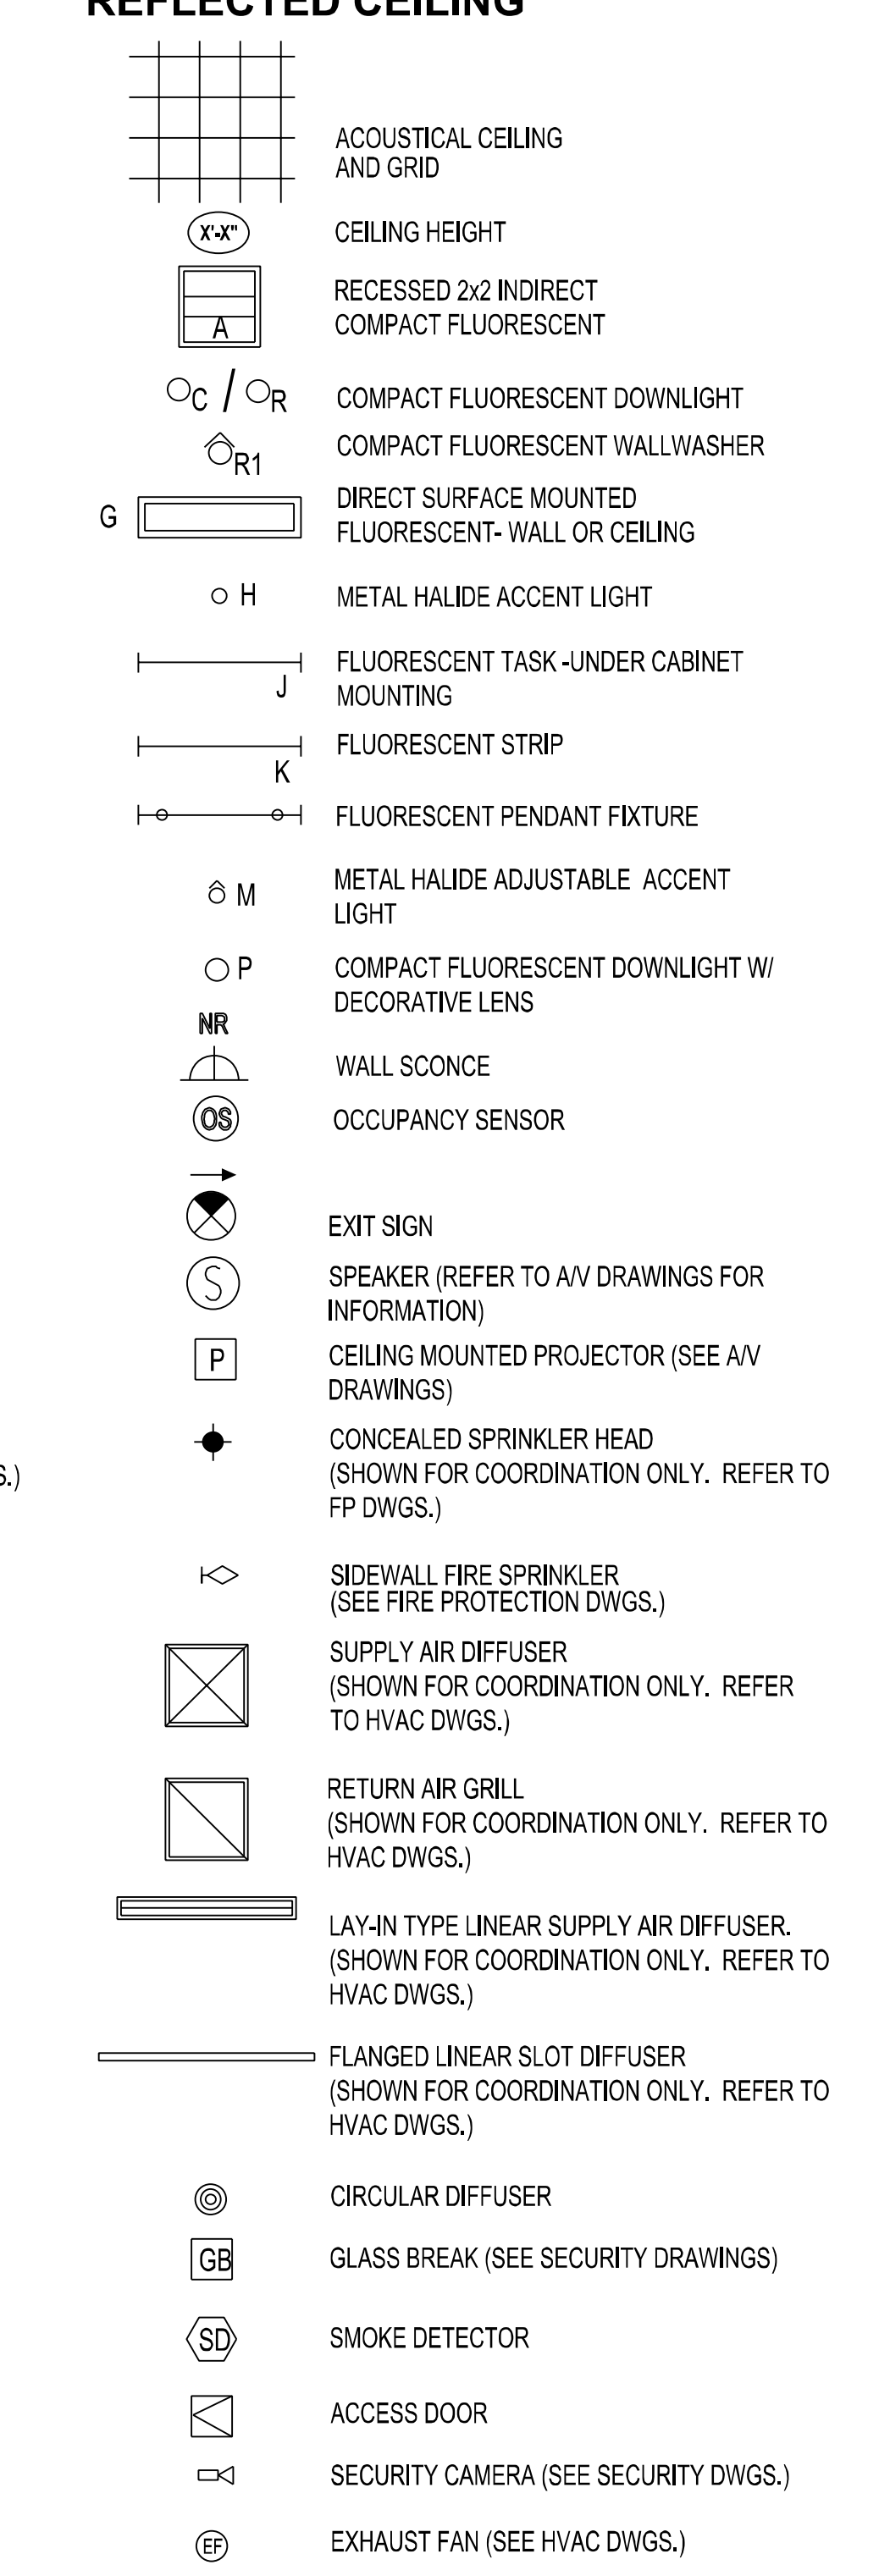 REFLECTED CEILING
ACOUSTICAL CEILING
AND GRID
X'-X"
CEILING HEIGHT
RECESSED 2x2 INDIRECT
COMPACT FLUORESCENT
A
C / R
COMPACT FLUORESCENT DOWNLIGHT
R1
COMPACT FLUORESCENT WALLWASHER
G
DIRECT SURFACE MOUNTED
FLUORESCENT- WALL OR CEILING
H
METAL HALIDE ACCENT LIGHT
FLUORESCENT TASK -UNDER CABINET
MOUNTING
J
FLUORESCENT STRIP
K
FLUORESCENT PENDANT FIXTURE
METAL HALIDE ADJUSTABLE ACCENT
LIGHT
M
P
COMPACT FLUORESCENT DOWNLIGHT W/
DECORATIVE LENS
NR
WALL SCONCE
OS
OCCUPANCY SENSOR
EXIT SIGN
S
SPEAKER (REFER TO A/V DRAWINGS FOR
INFORMATION)
P
CEILING MOUNTED PROJECTOR (SEE A/V
DRAWINGS)
CONCEALED SPRINKLER HEAD
(SHOWN FOR COORDINATION ONLY. REFER TO
FP DWGS.)
S.)
SIDEWALL FIRE SPRINKLER
(SEE FIRE PROTECTION DWGS.)
SUPPLY AIR DIFFUSER
(SHOWN FOR COORDINATION ONLY. REFER
TO HVAC DWGS.)
RETURN AIR GRILL
(SHOWN FOR COORDINATION ONLY. REFER TO
HVAC DWGS.)
LAY-IN TYPE LINEAR SUPPLY AIR DIFFUSER.
(SHOWN FOR COORDINATION ONLY. REFER TO
HVAC DWGS.)
FLANGED LINEAR SLOT DIFFUSER
(SHOWN FOR COORDINATION ONLY. REFER TO
HVAC DWGS.)
CIRCULAR DIFFUSER
GB
GLASS BREAK (SEE SECURITY DRAWINGS)
SD
SMOKE DETECTOR
ACCESS DOOR
SECURITY CAMERA (SEE SECURITY DWGS.)
EF
EXHAUST FAN (SEE HVAC DWGS.)